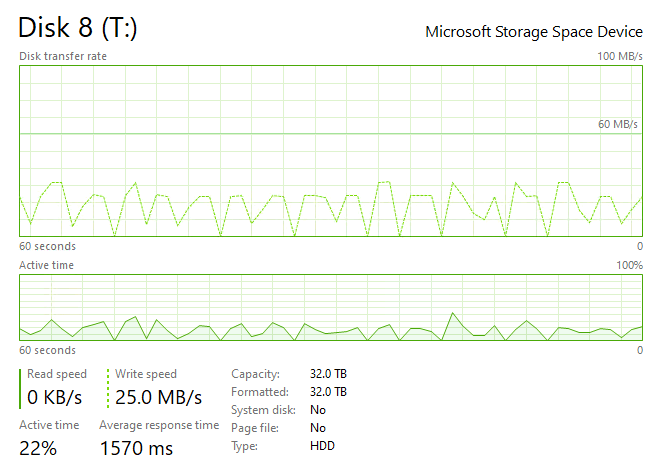 Disk 8 (T:)
Microsoft Storage Space Device
Disk transfer rate
100 MB/s
60 MB/s
60 seconds
0
Active time
100%
60 seconds
0
Read speed
0 KB/s
Write speed
25.0 MB/s
Active time
22%
Average response time
1570 ms
Capacity: 32.0 TB
Formatted: 32.0 TB
System disk: No
Page file: No
Type: HDD